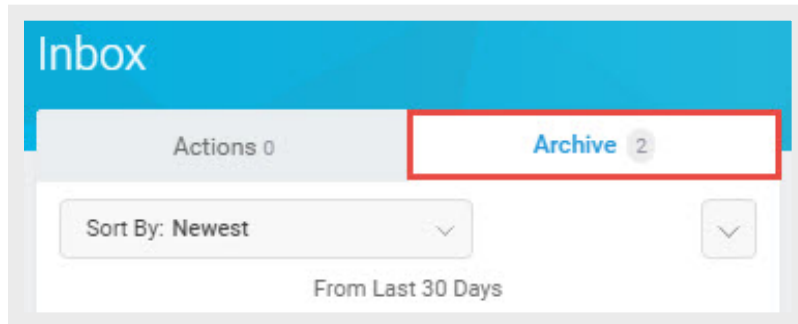 Inbox
Actions 0
Archive 2
Sort By: Newest
From Last 30 Days